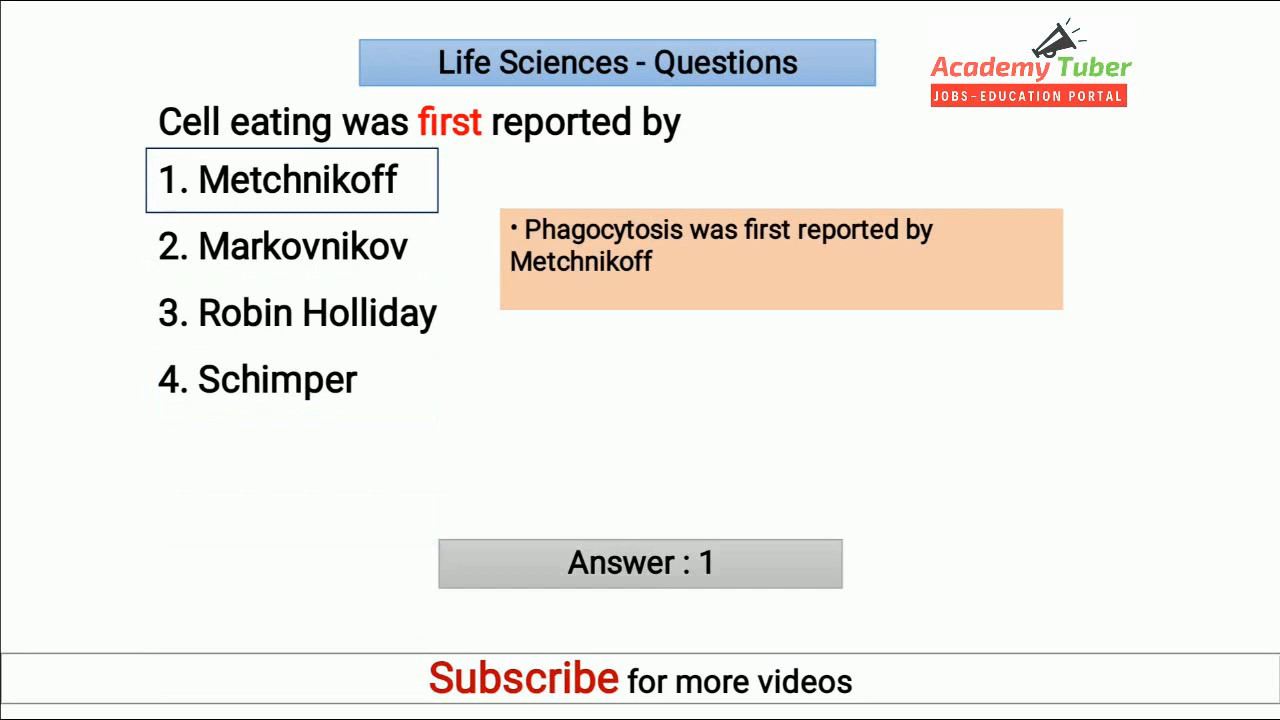 Life Sciences - Questions
Academy Tuber
JOBS-EDUCATION PORTAL
Cell eating was first reported by
1. Metchnikoff
2. Markovnikov
3. Robin Holliday
4. Schimper
• Phagocytosis was first reported by
Metchnikoff
Answer : 1
Subscribe for more videos